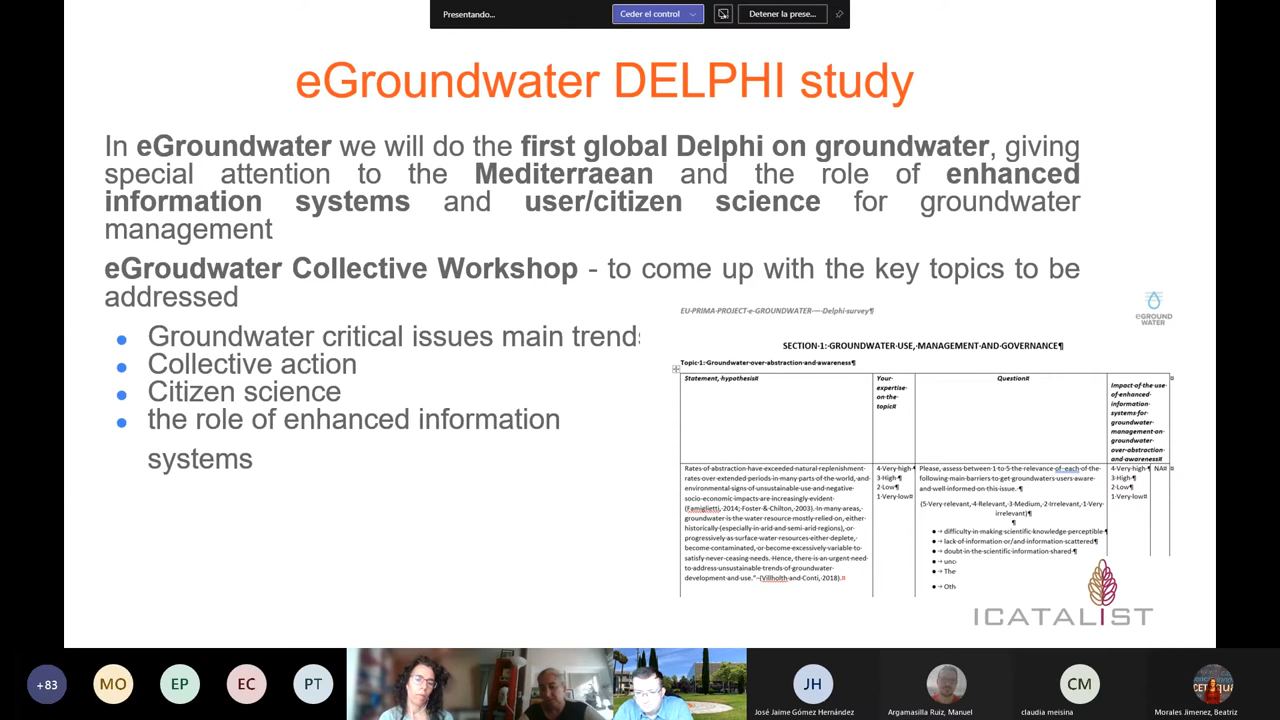 Presentando...
Ceder el control
Detener la prese...
eGroundwater DELPHI study
In eGroundwater we will do the first global Delphi on groundwater, giving
special attention to the Mediterraean and the role of enhanced
information systems and user/citizen science for groundwater
management
eGroudwater Collective Workshop - to come up with the key topics to be
addressed
Groundwater critical issues main trends
Collective action
Citizen science
the role of enhanced information
systems
EU-PRIMA-PROJECT-e-GROUNDWATER-—-Delphi-survey¶
eGROUND
WATER
SECTION·1:·GROUNDWATER·USE,·MANAGEMENT·AND·GOVERNANCE¶
Topic·1:·Groundwater·over·abstraction·and·awareness¶
Statement,·hypothesis¤
Your·
expertise·
on·the·
topic¤
Question¤
Impact·of·the·use·
of·enhanced·
information·
systems·for·
groundwater·
management·on·
groundwater·
over·abstraction·
and·awareness¤
Rates·of·abstraction·have·exceeded·natural·replenishment·
rates·over·extended·periods·in·many·parts·of·the·world,·and·
environmental·signs·of·unsustainable·use·and·negative·
socio-economic·impacts·are·increasingly·evident·
(Famiglietti,·2014;·Foster·&·Chilton,·2003).·In·many·areas,·
groundwater·is·the·water·resource·mostly·relied·on,·either·
historically·(especially·in·arid·and·semi-arid·regions),·or·
progressively·as·surface·water·resources·either·deplete,·
become·contaminated,·or·become·excessively·variable·to·
satisfy·never-ceasing·needs.·Hence,·there·is·an·urgent·need·
to·address·unsustainable·trends·of·groundwater·
development·and·use."·(Villholth·and·Conti,·2018).¤
4·Very·high·¶
3·High·¶
2·Low¶
1·Very·low¤
Please,·assess·between·1·to·5·the·relevance·of··each·of·the·
following·main·barriers·to·get·groundwaters·users·aware·
and·well·informed·on·this·issue.·¶
(5·Very·relevant,·4·Relevant,·3·Medium,·2·Irrelevant,·1·Very·
irrelevant)¶
¶
●→difficulty·in·making·scientific·knowledge·perceptible·¶
●→lack·of·information·or/and·information·scattered¶
●→doubt·in·the·scientific·information·shared·¶
●→unc
●→The
●→Oth
4·Very·high·¶
3·High·¶
2·Low¶
1·Very·low¤
NA¤
ICATALIST
+83
MO
EP
EC
PT
JH
José Jaime Gómez Hernández
Argamasilla Ruiz, Manuel
CM
claudia meisina
Morales Jimenez, Beatriz